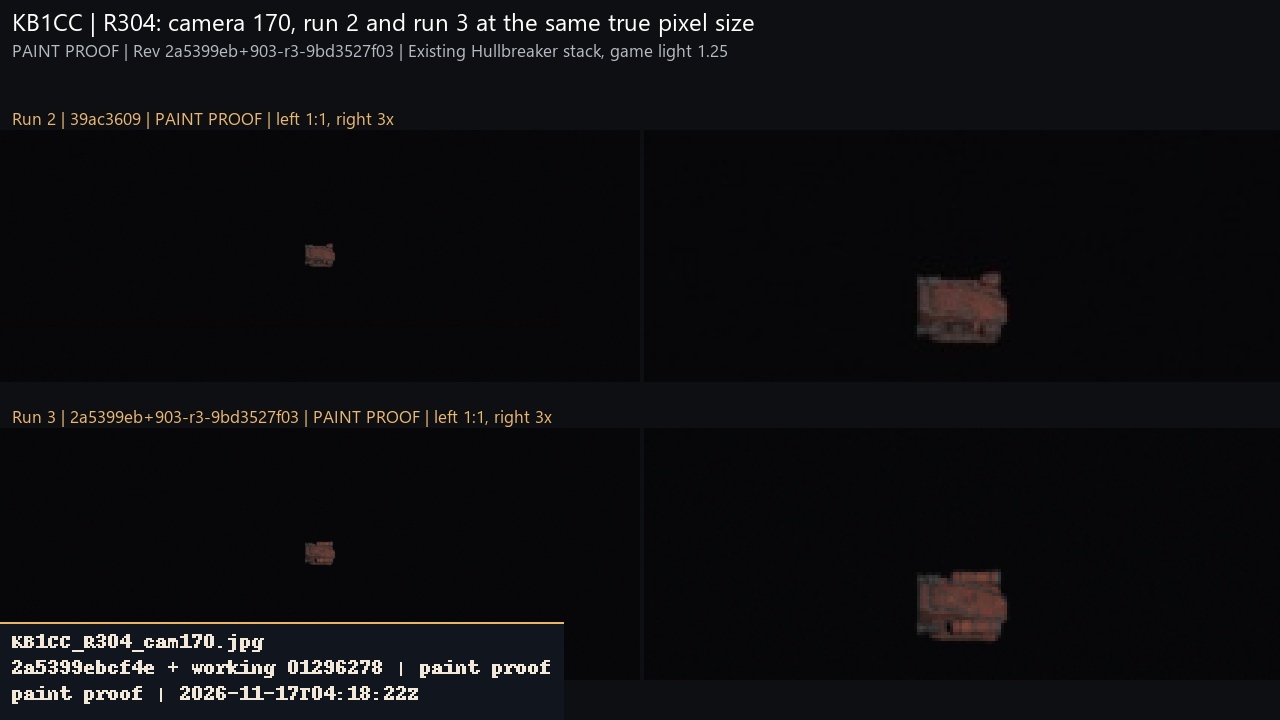 KB1CC | R304: camera 170, run 2 and run 3 at the same true pixel size
PAINT PROOF | Rev 2a5399eb+903-r3-9bd3527f03 | Existing Hullbreaker stack, game light 1.25
Run 2 | 39ac3609 | PAINT PROOF | left 1:1, right 3x
Run 3 | 2a5399eb+903-r3-9bd3527f03 | PAINT PROOF | left 1:1, right 3x
KB1CC_R304_cam170.jpg
2a5399ebcf4e + working 01296278 | paint proof
paint proof | 2026-11-17T04:18:22Z